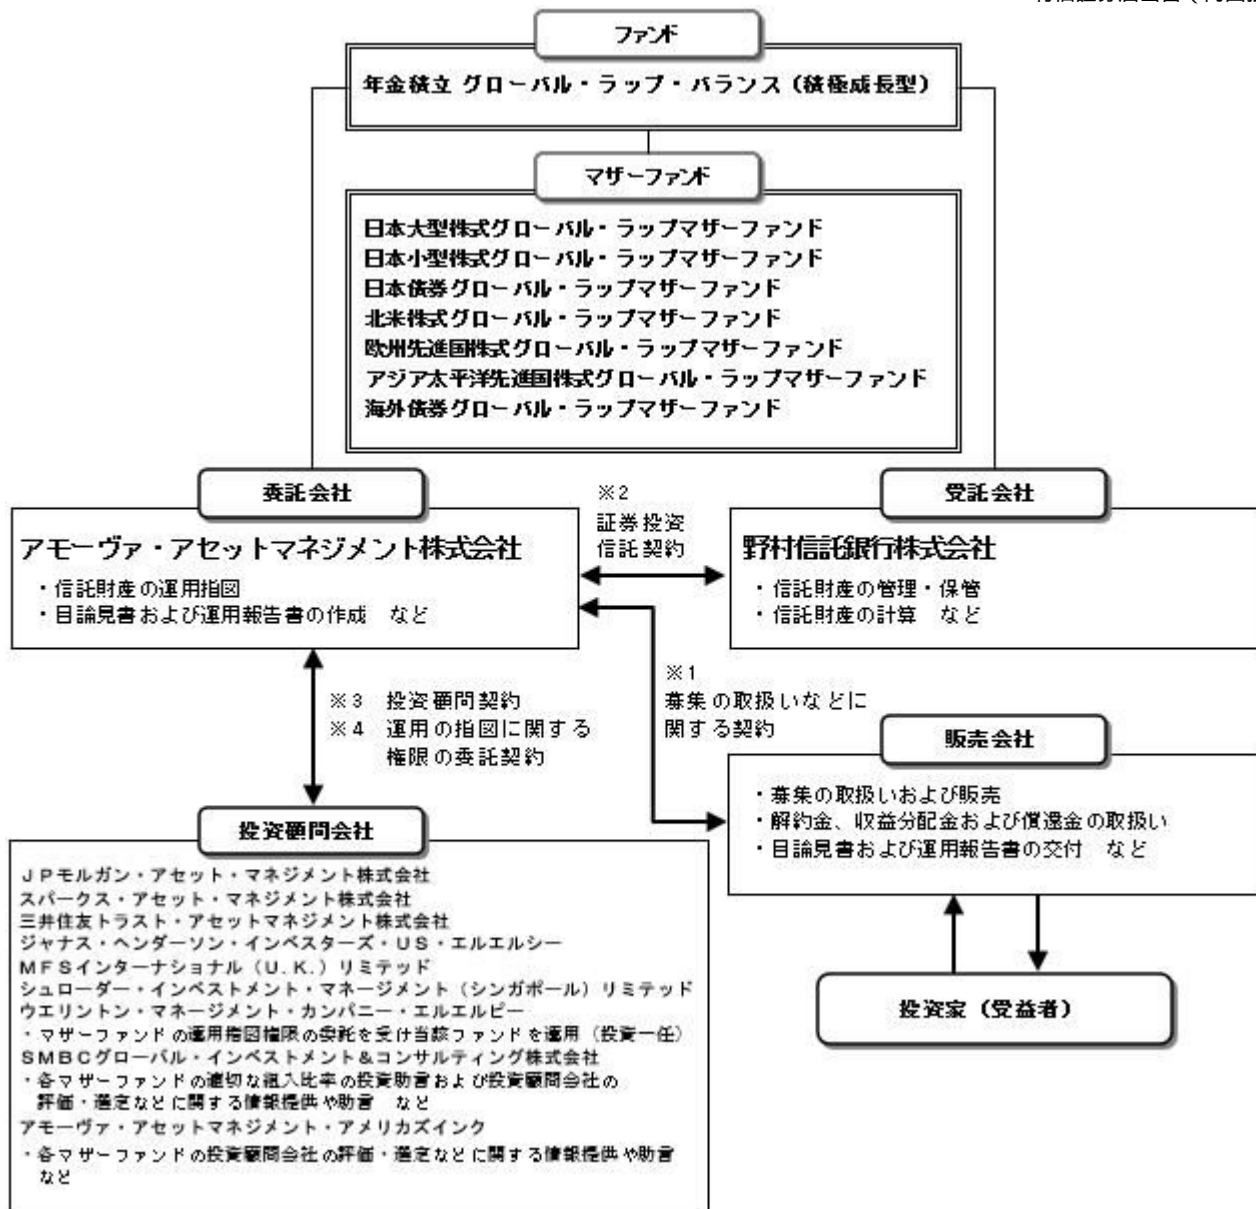 ファンド
年金積立 グローバル・ラップ・バランス（積極成長型）
マザーファンド
日本大型株式グローバル・ラップマザーファンド
日本小型株式グローバル・ラップマザーファンド
日本債券グローバル・ラップマザーファンド
北米株式グローバル・ラップマザーファンド
欧州先進国株式グローバル・ラップマザーファンド
アジア太平洋先進国株式グローバル・ラップマザーファンド
海外債券グローバル・ラップマザーファンド
委託会社
アモーヴァ・アセットマネジメント株式会社
・信託財産の運用指図
・目論見書および運用報告書の作成 など
※2
証券投資
信託契約
受託会社
野村信託銀行株式会社
・信託財産の管理・保管
・信託財産の計算 など
※3 投資顧問契約
※4 運用の指図に関する
権限の委託契約
※1
募集の取扱いなどに
関する契約
販売会社
・募集の取扱いおよび販売
・解約金、収益分配金および償還金の取扱い
・目論見書および運用報告書の交付 など
投資顧問会社
ＪＰモルガン・アセット・マネジメント株式会社
スパークス・アセット・マネジメント株式会社
三井住友トラスト・アセットマネジメント株式会社
ジャナス・ヘンダーソン・インベスターズ・ＵＳ・エルエルシー
ＭＦＳインターナショナル（Ｕ．Ｋ．）リミテッド
シュローダー・インベストメント・マネージメント（シンガポール）リミテッド
ウエリントン・マネージメント・カンパニー・エルエルピー
・マザーファンドの運用指図権限の委託を受け当該ファンドを運用（投資一任）
ＳＭＢＣグローバル・インベストメント＆コンサルティング株式会社
・各マザーファンドの適切な組入比率の投資助言および投資顧問会社の
評価・選定などに関する情報提供や助言 など
アモーヴァ・アセットマネジメント・アメリカズインク
・各マザーファンドの投資顧問会社の評価・選定などに関する情報提供や助言
など
投資家（受益者）